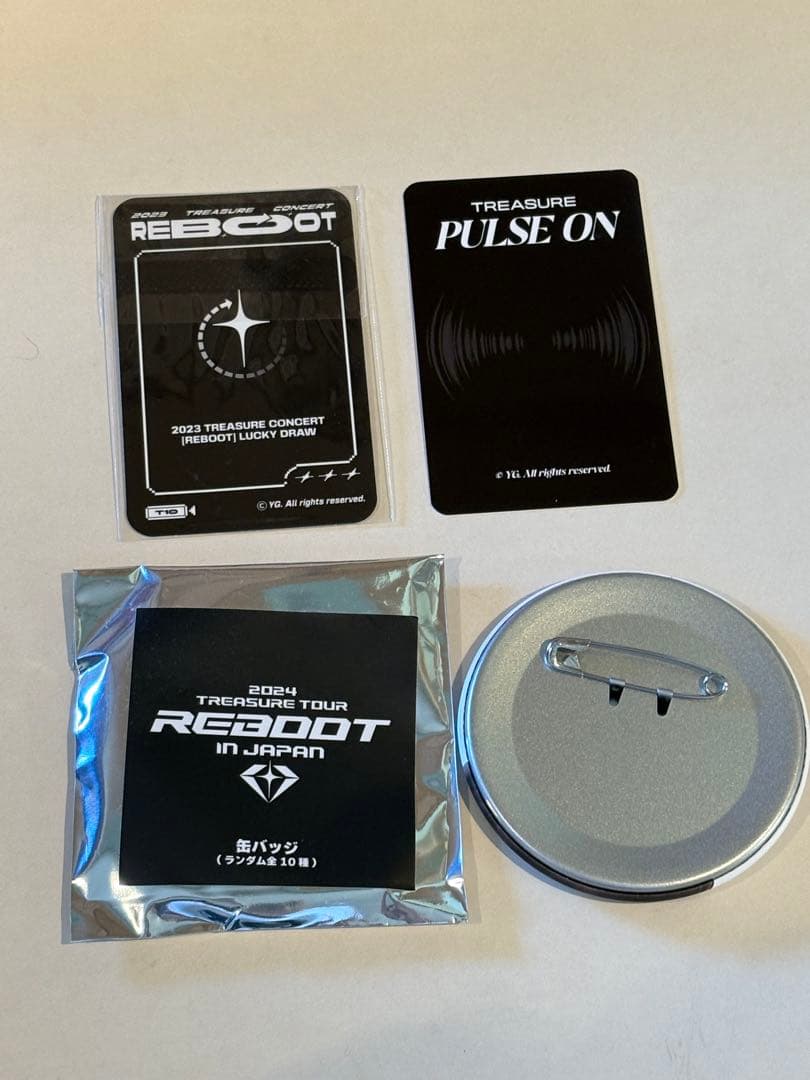 2023 TREASURE CONCERT
REBOOT
2023 TREASURE CONCERT
[REBOOT] LUCKY DRAW
T10
© YG. All rights reserved.
TREASURE
PULSE ON
© YG. All rights reserved.
2024
TREASURE TOUR
REBOOT
IN JAPAN
缶バッジ
(ランダム全10種)